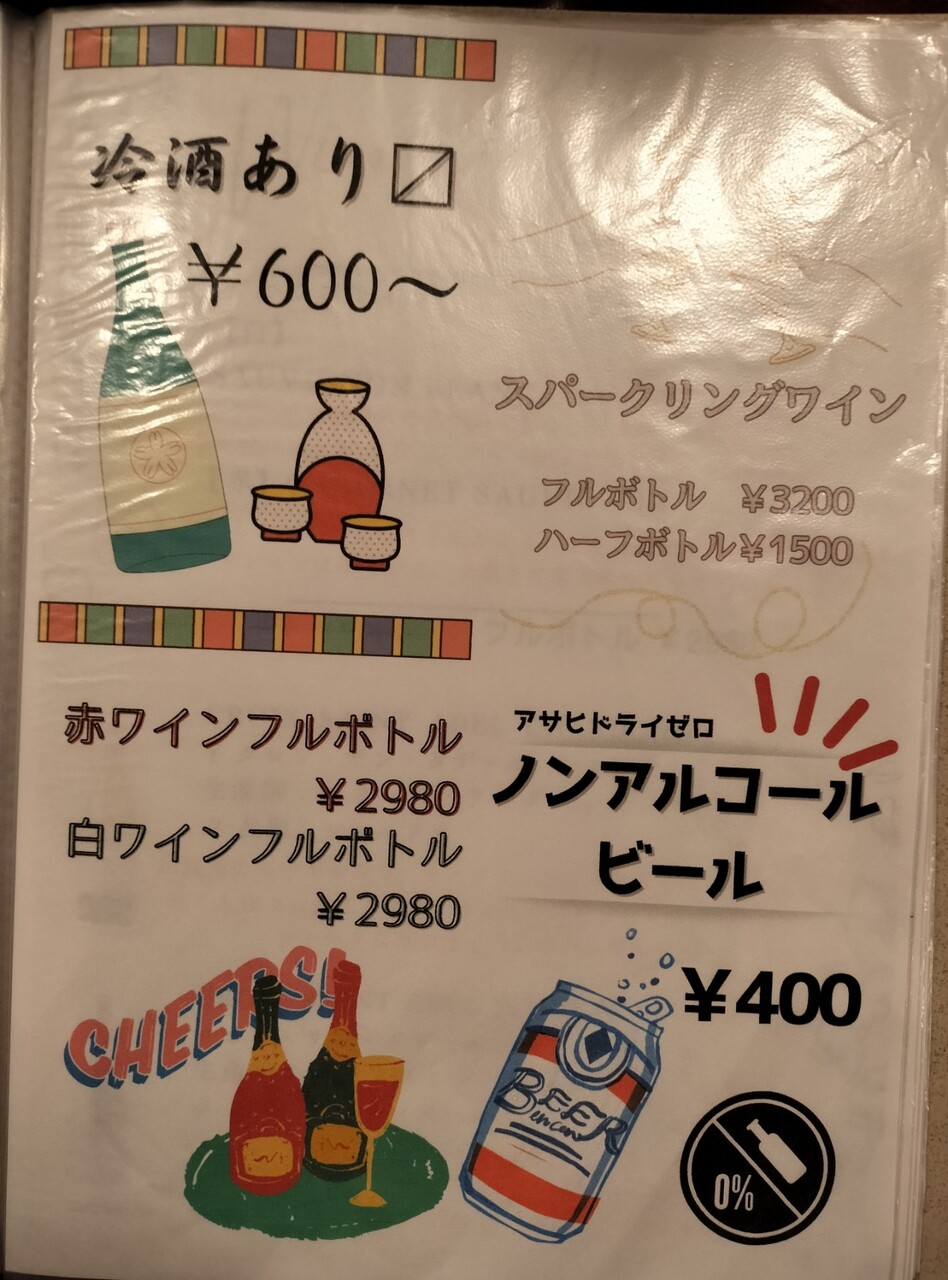 冷酒あり〼
￥600～
スパークリングワイン
フルボトル ￥3200
ハーフボトル￥1500
赤ワインフルボトル
￥2980
白ワインフルボトル
￥2980
CHEERS!
アサヒドライゼロ
ノンアルコール
ビール
￥400
BEER
0%